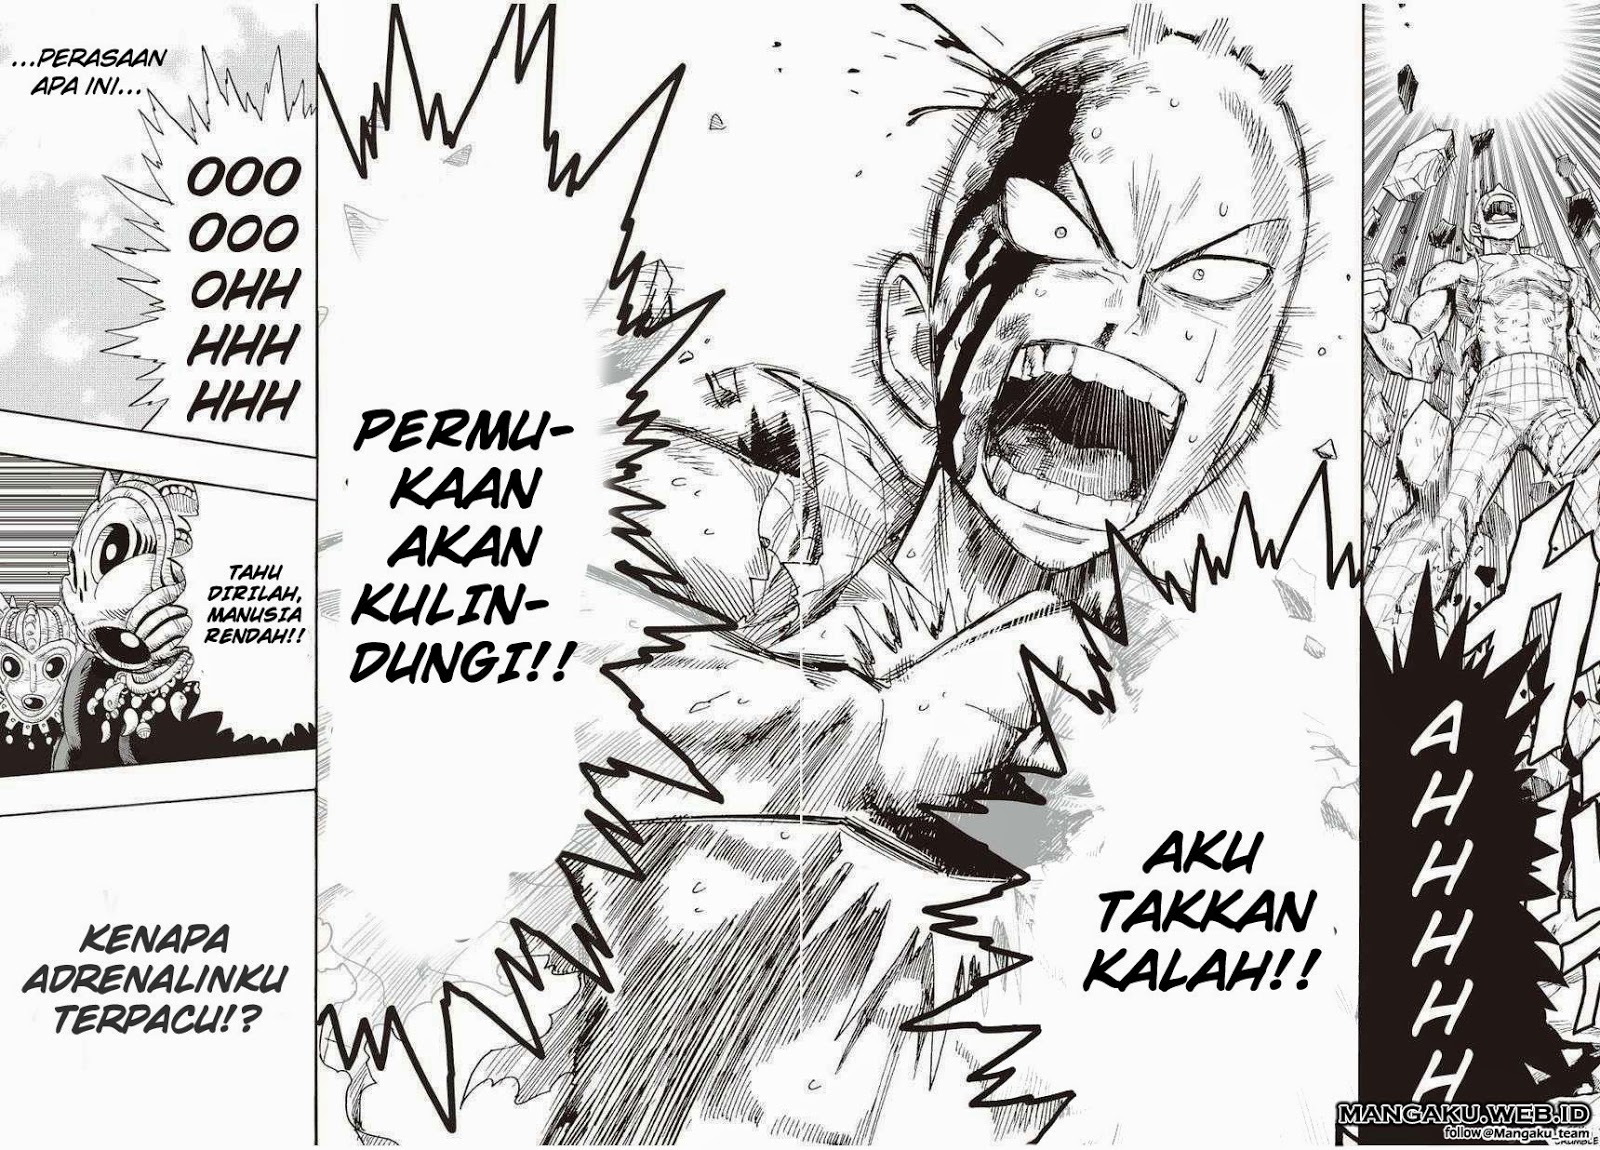 AHHHHHH
AKU
TAKKAN
KALAH!!
PERMU-
KAAN
AKAN
KULIN-
DUNGI!!
...PERASAAN
APA INI...
OOO
OOO
OHH
HHH
HHH
TAHU
DIRILAH,
MANUSIA
RENDAH!!
KENAPA
ADRENALINKU
TERPACU!?
MANGAKU.WEB.ID
follow @Mangaku_team